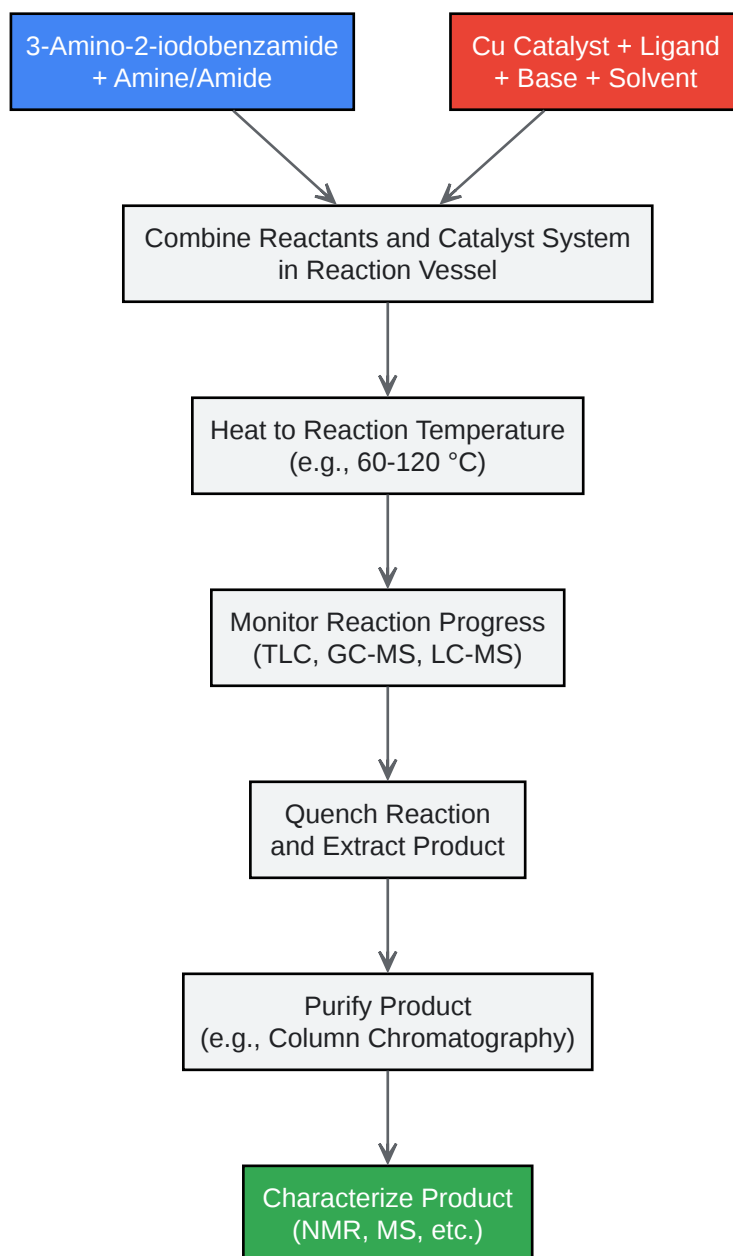 3-Amino-2-iodobenzamide
+ Amine/Amide
Cu Catalyst + Ligand
+ Base + Solvent
Combine Reactants and Catalyst System
in Reaction Vessel
Heat to Reaction Temperature
(e.g., 60-120 °C)
Monitor Reaction Progress
(TLC, GC-MS, LC-MS)
Quench Reaction
and Extract Product
Purify Product
(e.g., Column Chromatography)
Characterize Product
(NMR, MS, etc.)